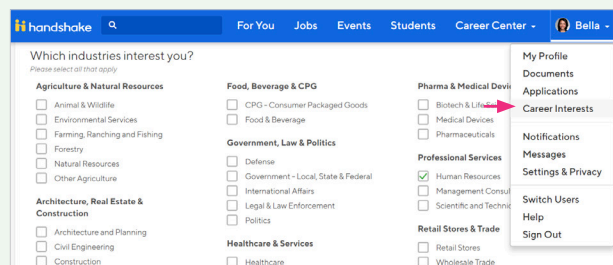 handshake
For You Jobs Events Students Career Center Bella
Which industries interest you?
Please select all that apply
Agriculture & Natural Resources
Animal & Wildlife
Environmental Services
Farming, Ranching and Fishing
Forestry
Natural Resources
Other Agriculture
Architecture, Real Estate &
Construction
Architecture and Planning
Civil Engineering
Construction
Food, Beverage & CPG
CPG - Consumer Packaged Goods
Food & Beverage
Government, Law & Politics
Defense
Government - Local, State & Federal
International Affairs
Legal & Law Enforcement
Politics
Healthcare & Services
Healthcare
Pharma & Medical
Biotech & Life
Medical Devices
Pharmaceuticals
Professional Services
Human Resources
Management
Scientific and
Retail Stores & Trade
Retail Stores
Wholesale Trade
My Profile
Documents
Applications
Career Interests
Notifications
Messages
Settings & Privacy
Switch Users
Help
Sign Out